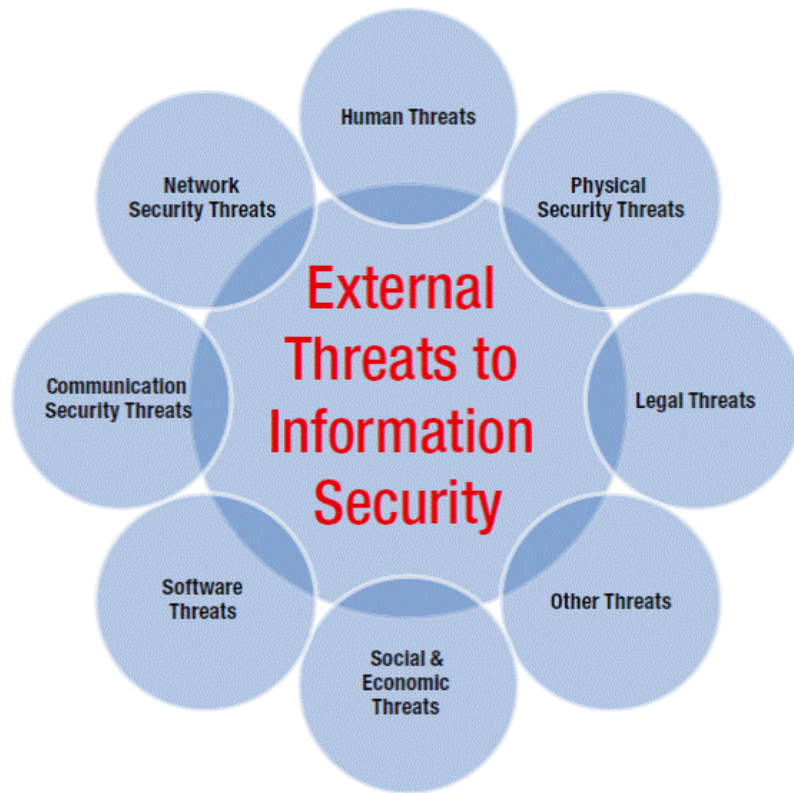 Human Threats
Physical
Security Threats
Legal Threats
Other Threats
Social &
Economic
Threats
Software
Threats
Communication
Security Threats
Network
Security Threats
External
Threats to
Information
Security